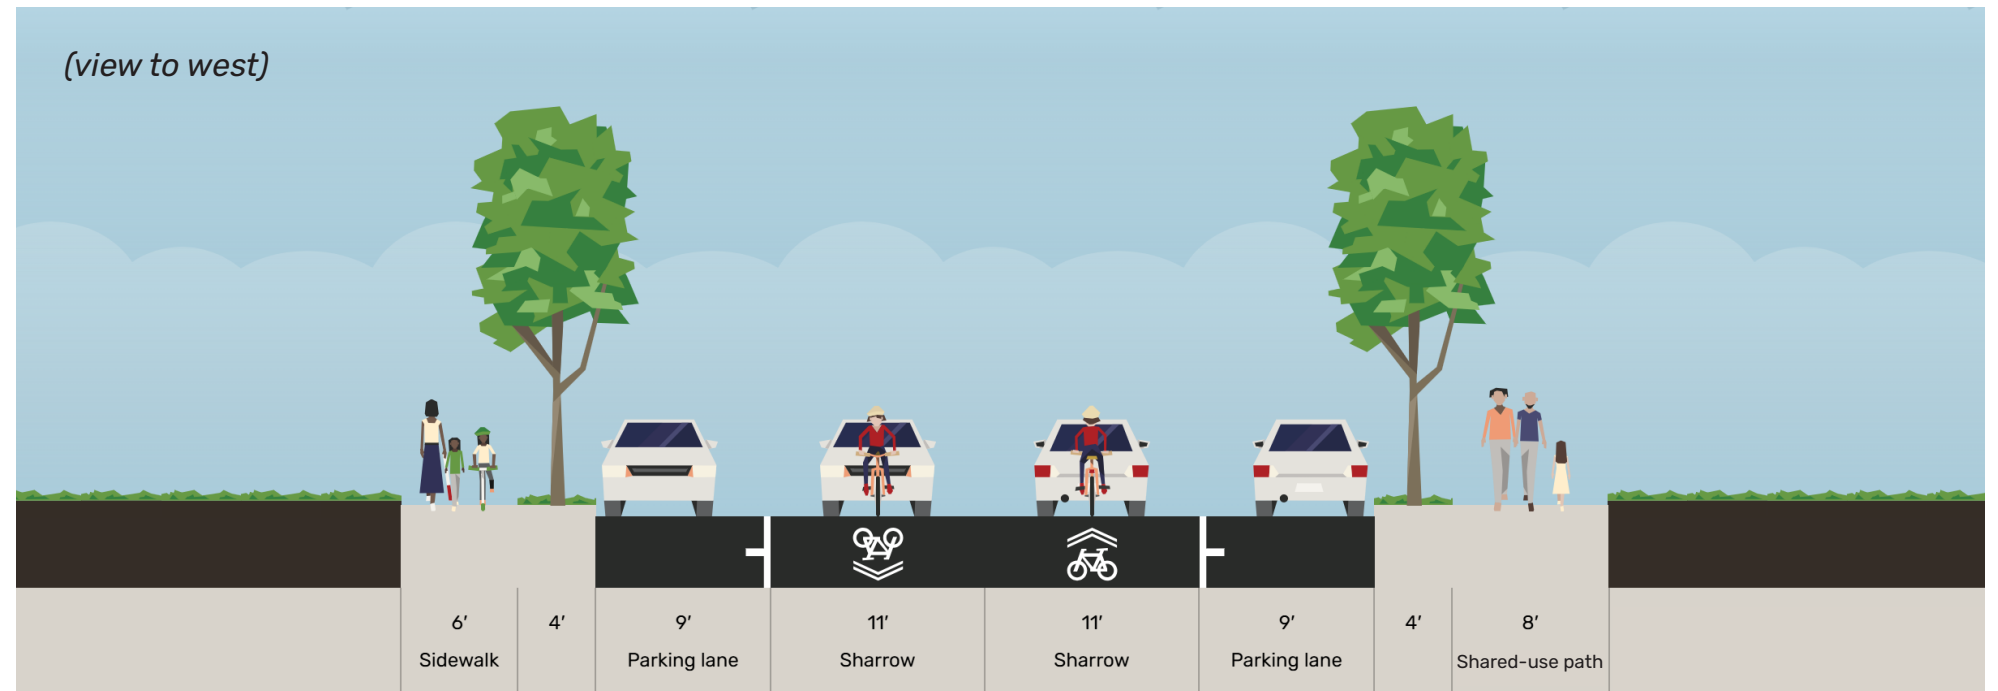 (view to west)
6′ 4′ 9′ 11′ 11′ 9′ 4′ 8′
Sidewalk Parking lane Sharrow Sharrow Parking lane Shared-use path